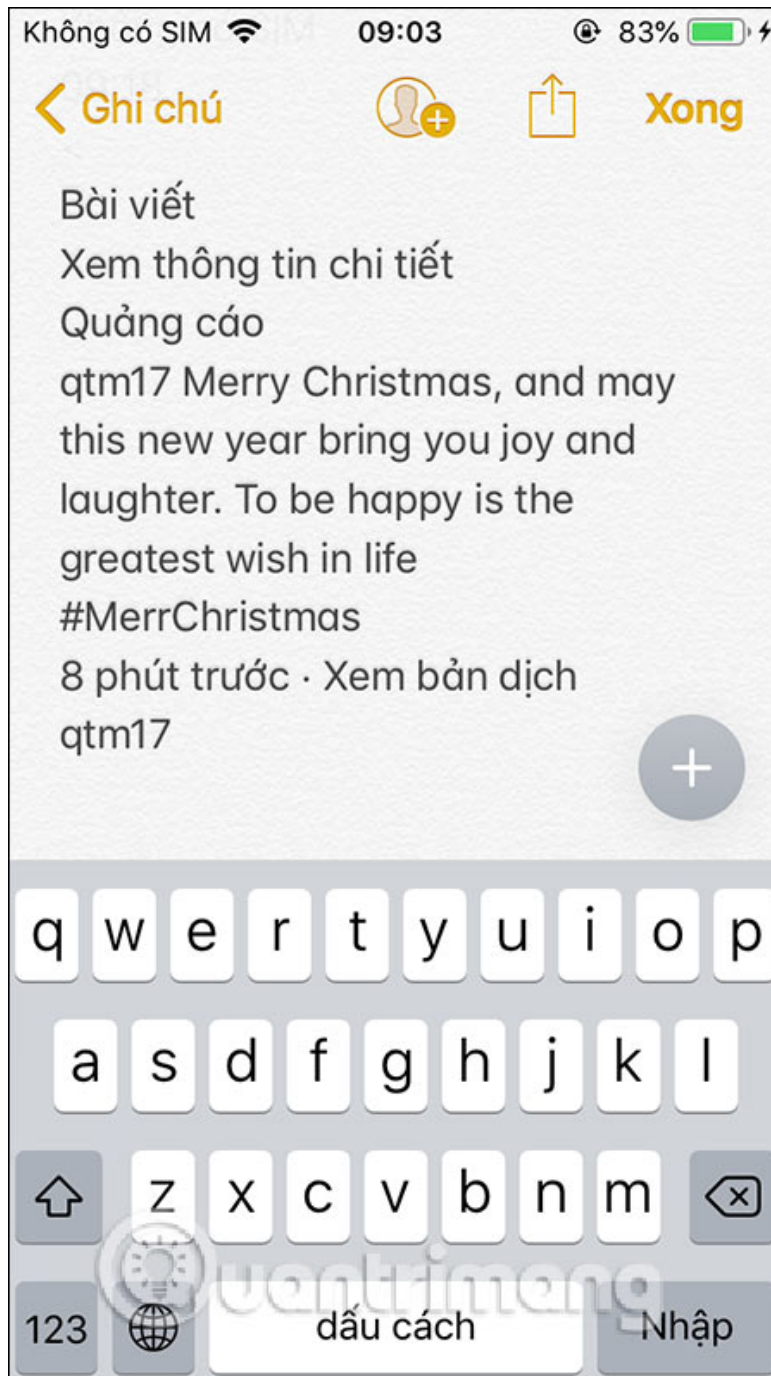 Không có SIM 09:03 83%
Ghi chú Xong
Bài viết
Xem thông tin chi tiết
Quảng cáo
qtm17 Merry Christmas, and may
this new year bring you joy and
laughter. To be happy is the
greatest wish in life
#MerrChristmas
8 phút trước · Xem bản dịch
qtm17
q w e r t y u i o p
a s d f g h j k l
z x c v b n m
Quantrimang
123 dấu cách Nhập